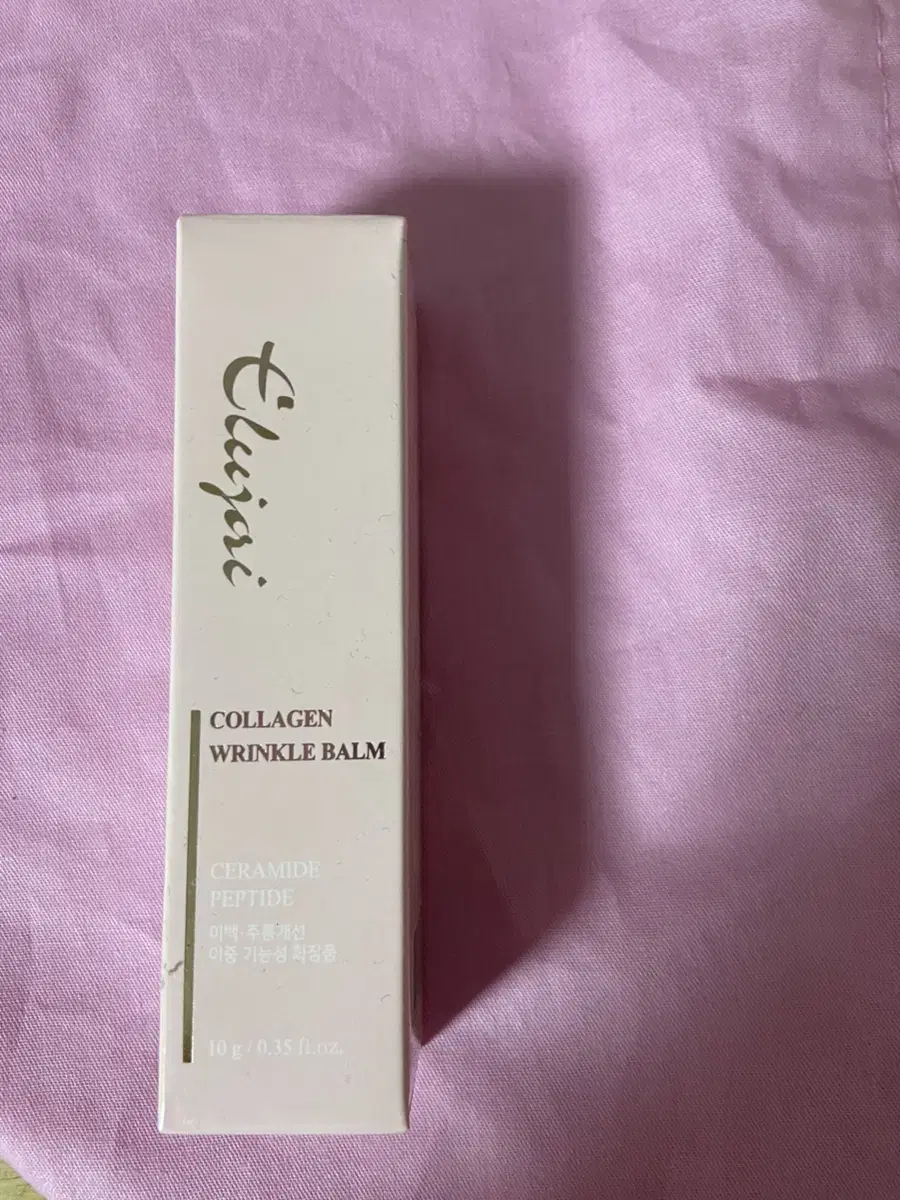 Elujori
COLLAGEN
WRINKLE BALM
CERAMIDE
PEPTIDE
미백·주름개선
이중 기능성 화장품
10 g / 0.35 fl.oz.